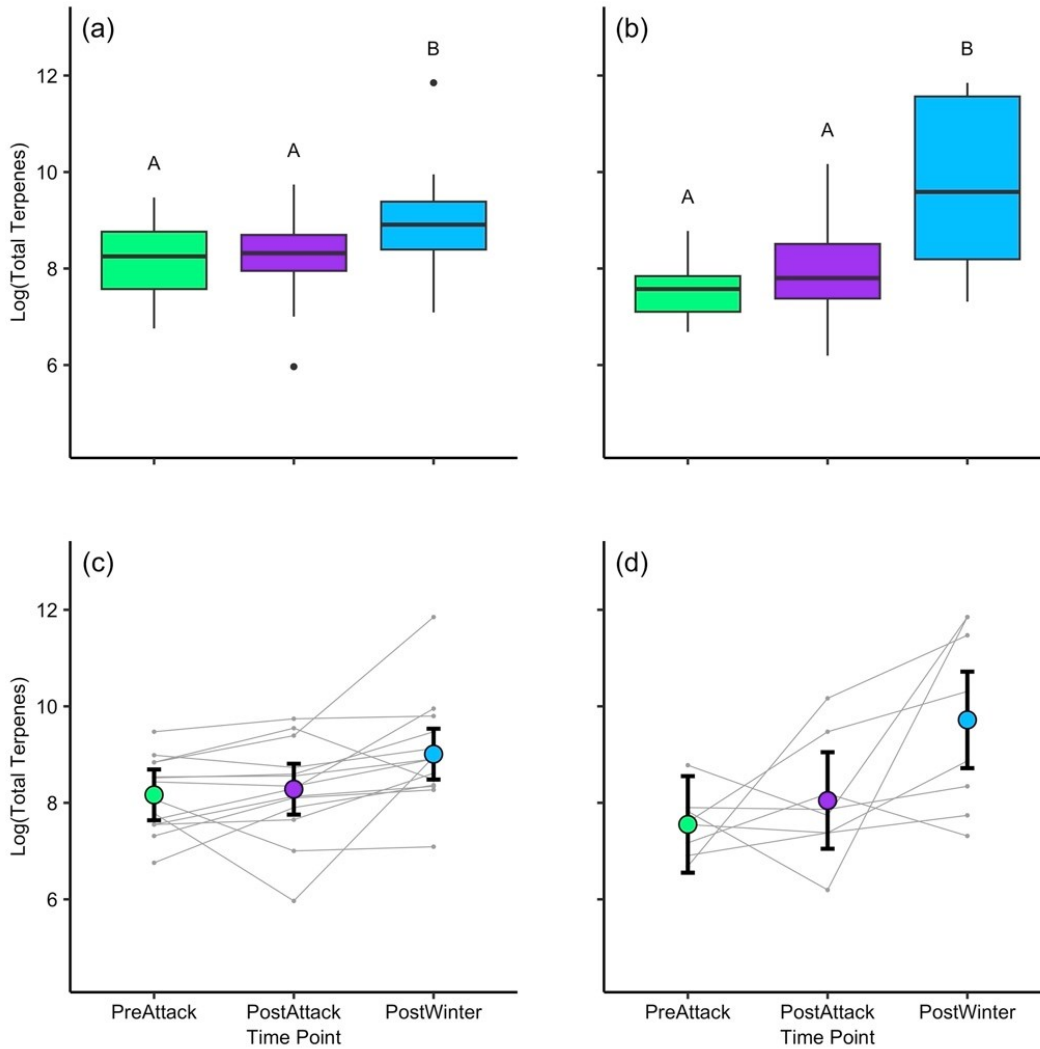 (a)
(b)
B
B
12
A
A
A
A
10
8
6
Log(Total Terpenes)
(c)
(d)
12
10
8
6
Log(Total Terpenes)
PreAttack PostAttack PostWinter
Time Point
PreAttack PostAttack PostWinter
Time Point